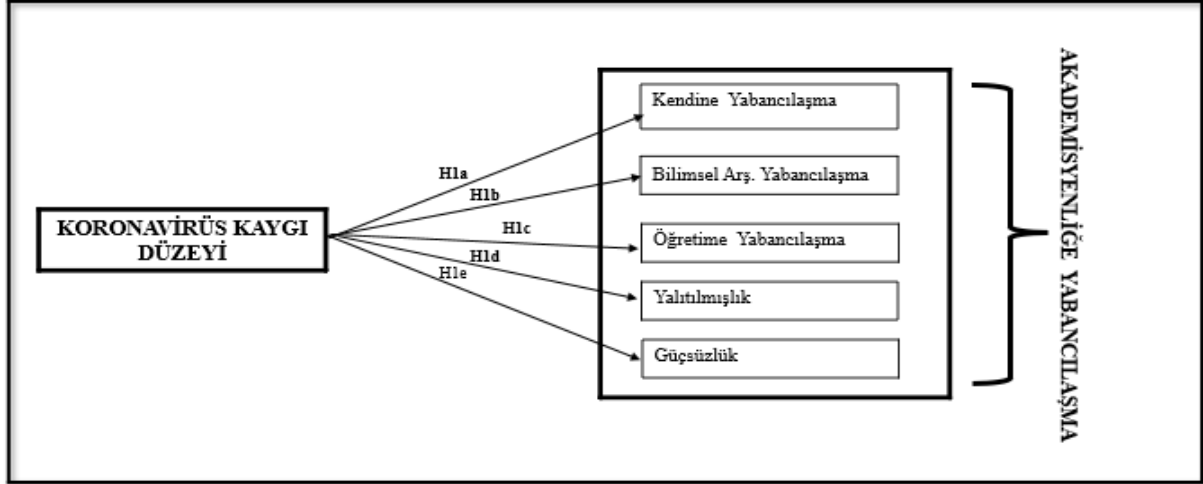 KORONAVİRÜS KAYGI
DÜZEYİ
H1a
H1b
H1c
H1d
H1e
Kendine Yabancılaşma
Bilimsel Arş. Yabancılaşma
Öğretime Yabancılaşma
Yalıtılmışlık
Güçsüzlük
AKADEMİSYENLİĞE YABANCILAŞMA